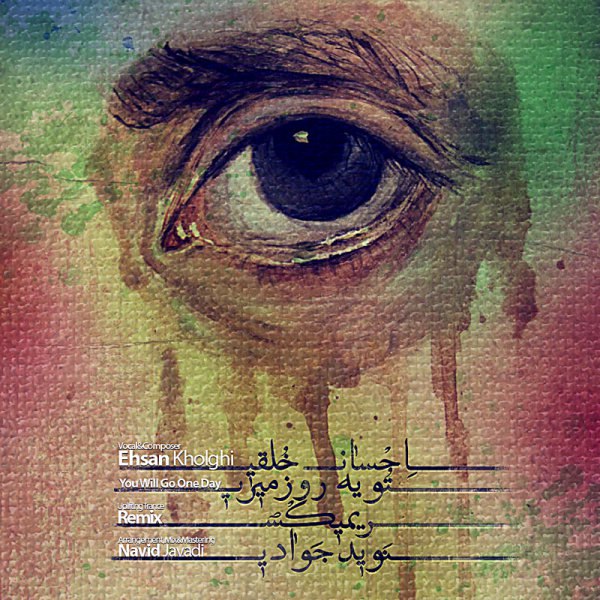 Vocal&Composer
Ehsan Kholghi
احسان خلقی
You Will Go One Day
تو یه روز میری
Uplifting Trance
Remix
ریمیکس
Arrangement,Mix&Mastering
Navid Javadi
نوید جوادی